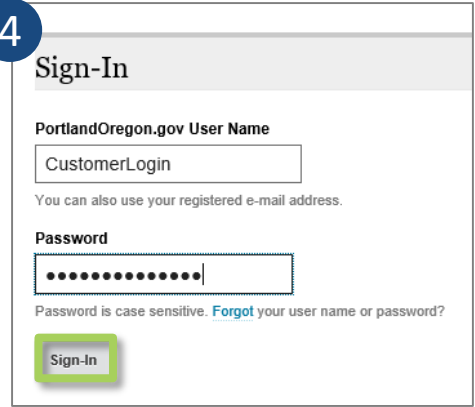 4
Sign-In
PortlandOregon.gov User Name
CustomerLogin
You can also use your registered e-mail address.
Password
●●●●●●●●●●●●●●
Password is case sensitive. Forgot your user name or password?
Sign-In